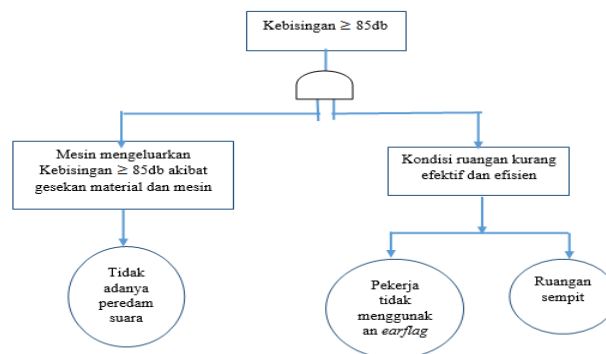 Kebisingan ≥ 85db
Mesin mengeluarkan
Kebisingan ≥ 85db akibat
gesekan material dan mesin
Kondisi ruangan kurang
efektif dan efisien
Tidak
adanya
peredam
suara
Pekerja
tidak
menggunak
an earflag
Ruangan
sempit